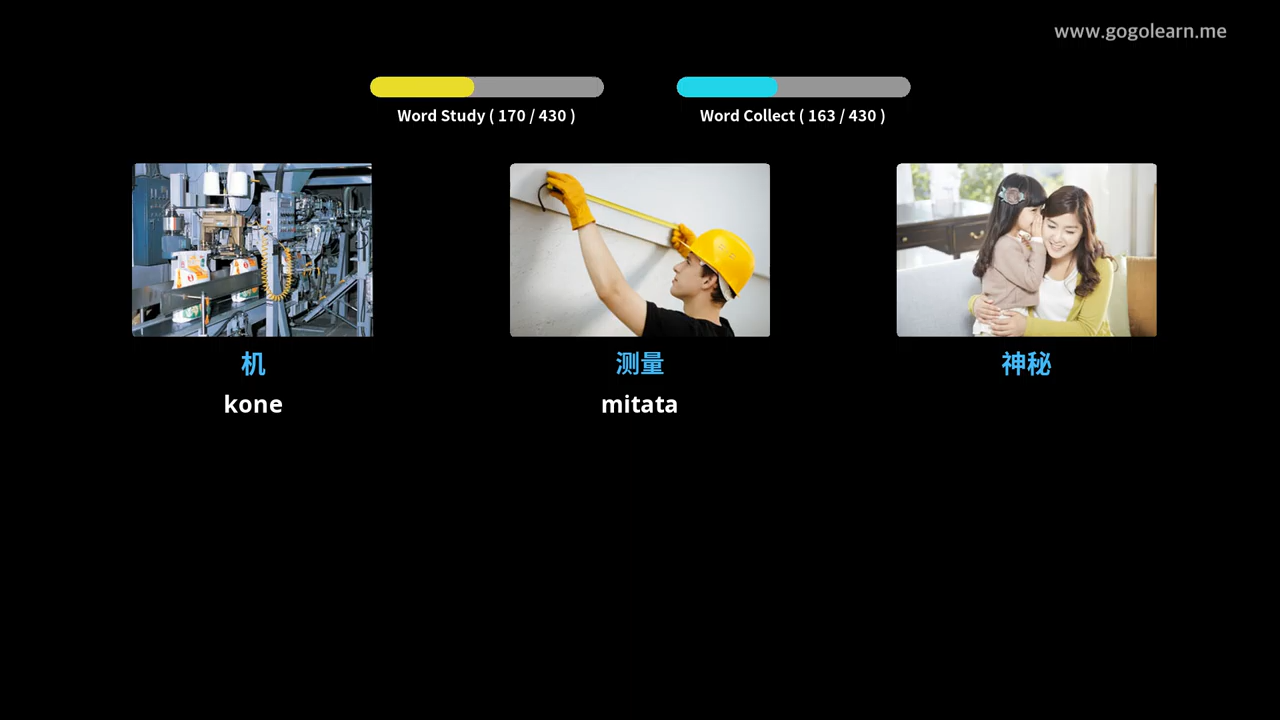 www.gogolearn.me
Word Study ( 170 / 430 )
Word Collect ( 163 / 430 )
机
测量
神秘
kone
mitata